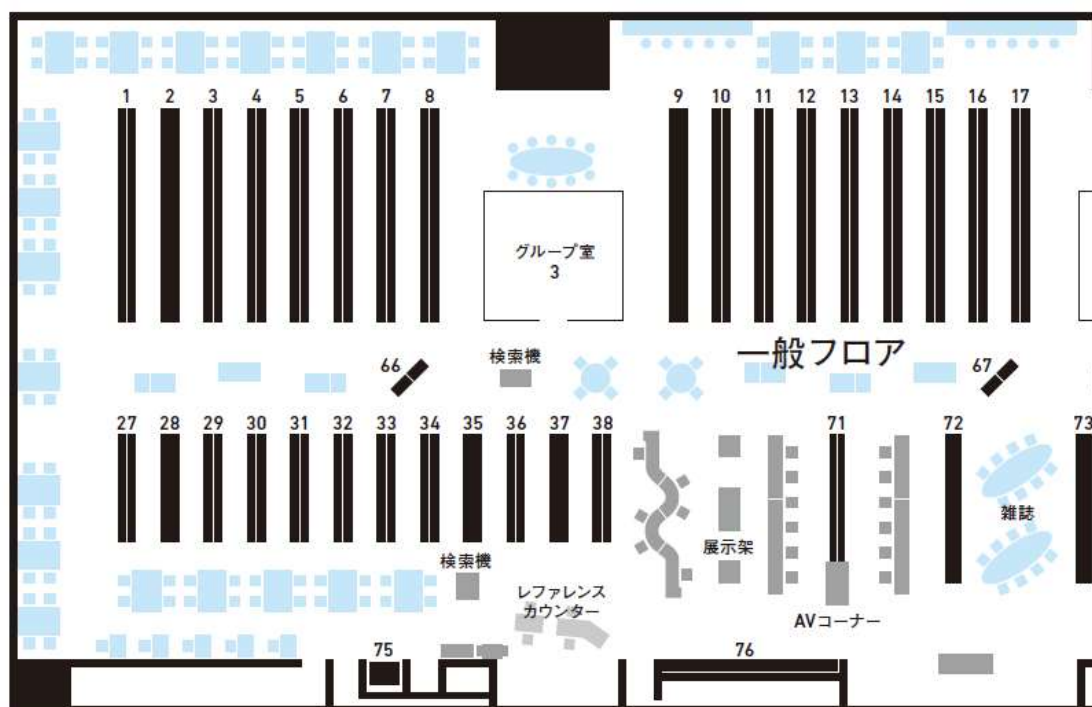 1 2 3 4 5 6 7 8 9 10 11 12 13 14 15 16 17
グループ室
3
一般フロア
検索機
66
67
27 28 29 30 31 32 33 34 35 36 37 38 71 72 73
雑誌
展示架
検索機
レファレンス
カウンター
AVコーナー
75 76